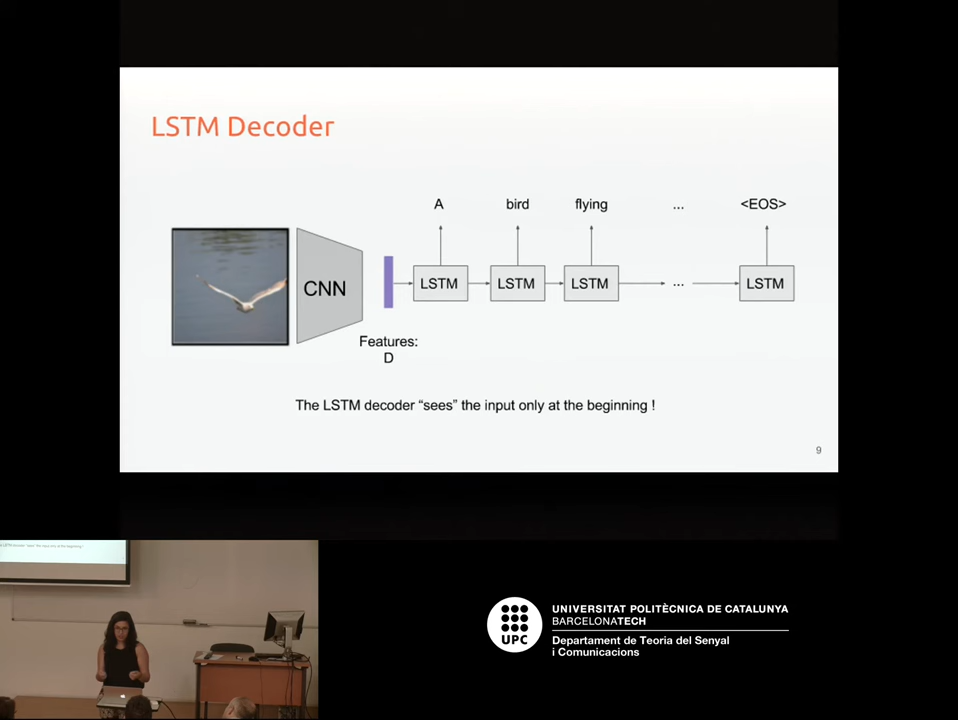 LSTM Decoder
A bird flying ... <EOS>
CNN LSTM LSTM LSTM ... LSTM
Features:
D
The LSTM decoder “sees” the input only at the beginning !
9
UPC
UNIVERSITAT POLITÈCNICA DE CATALUNYA
BARCELONATECH
Departament de Teoria del Senyal
i Comunicacions